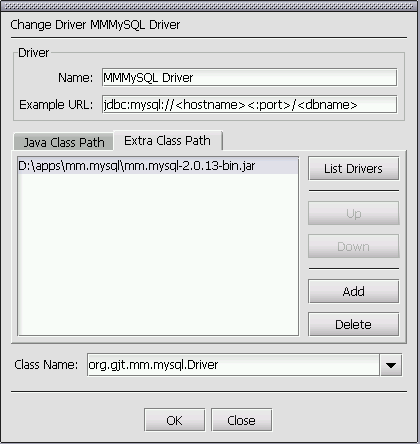 Change Driver MMMySQL Driver
Driver
Name: MMMySQL Driver
Example URL: jdbc:mysql://<hostname><:port>/<dbname>
Java Class Path Extra Class Path
D:\apps\mm.mysql\mm.mysql-2.0.13-bin.jar
List Drivers
Up
Down
Add
Delete
Class Name: org.gjt.mm.mysql.Driver
OK Close